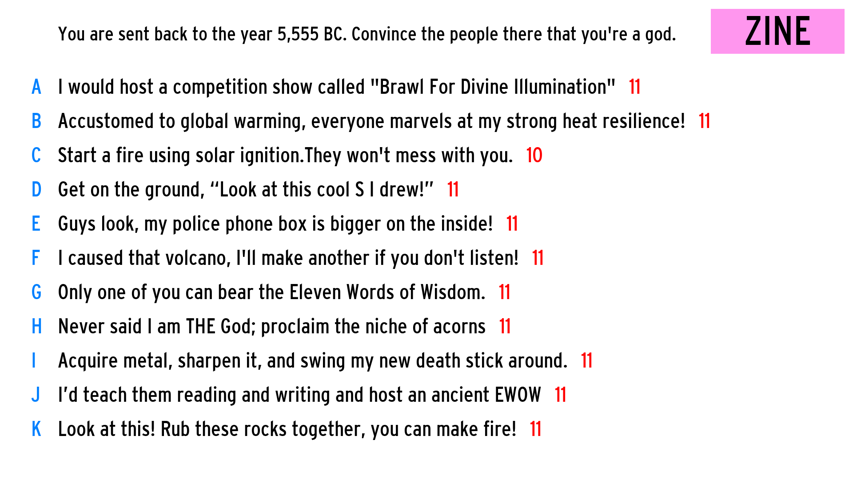 You are sent back to the year 5,555 BC. Convince the people there that you're a god.
ZINE
A I would host a competition show called "Brawl For Divine Illumination" 11
B Accustomed to global warming, everyone marvels at my strong heat resilience! 11
C Start a fire using solar ignition.They won't mess with you. 10
D Get on the ground, “Look at this cool S I drew!” 11
E Guys look, my police phone box is bigger on the inside! 11
F I caused that volcano, I'll make another if you don't listen! 11
G Only one of you can bear the Eleven Words of Wisdom. 11
H Never said I am THE God; proclaim the niche of acorns 11
I Acquire metal, sharpen it, and swing my new death stick around. 11
J I’d teach them reading and writing and host an ancient EWOW 11
K Look at this! Rub these rocks together, you can make fire! 11